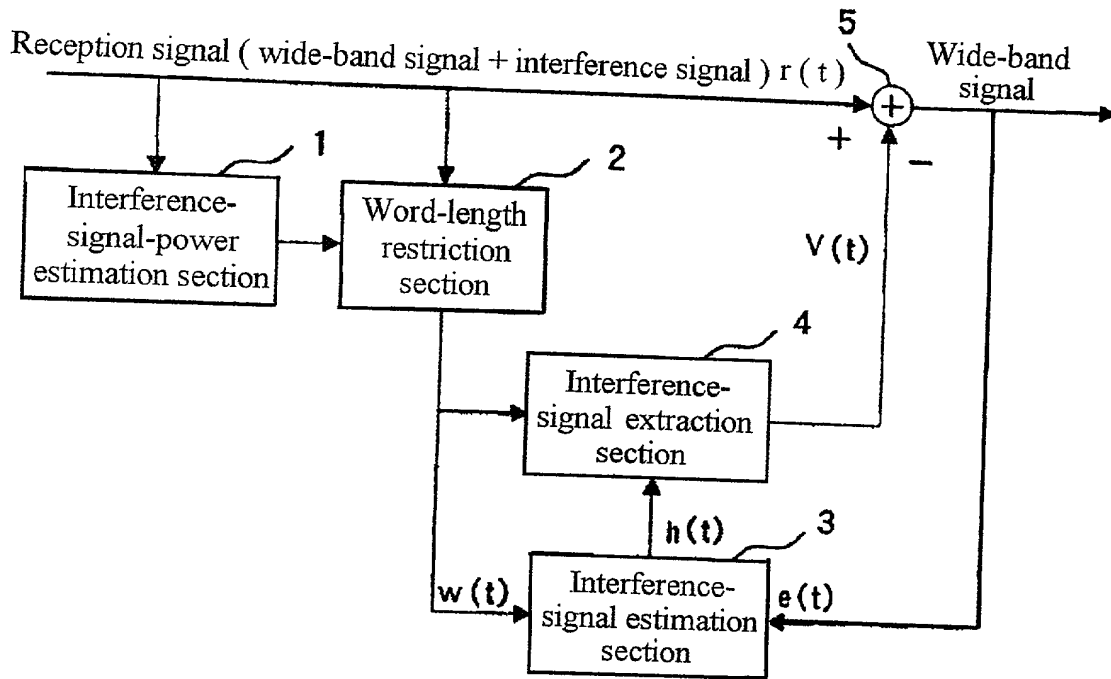 5
Reception signal ( wide-band signal + interference signal ) r ( t )
Wide-band
signal
+
+
−
1
2
Interference-
signal-power
estimation section
Word-length
restriction
section
V(t)
4
Interference-
signal extraction
section
h(t)
3
w(t)
Interference-
signal estimation
section
e(t)